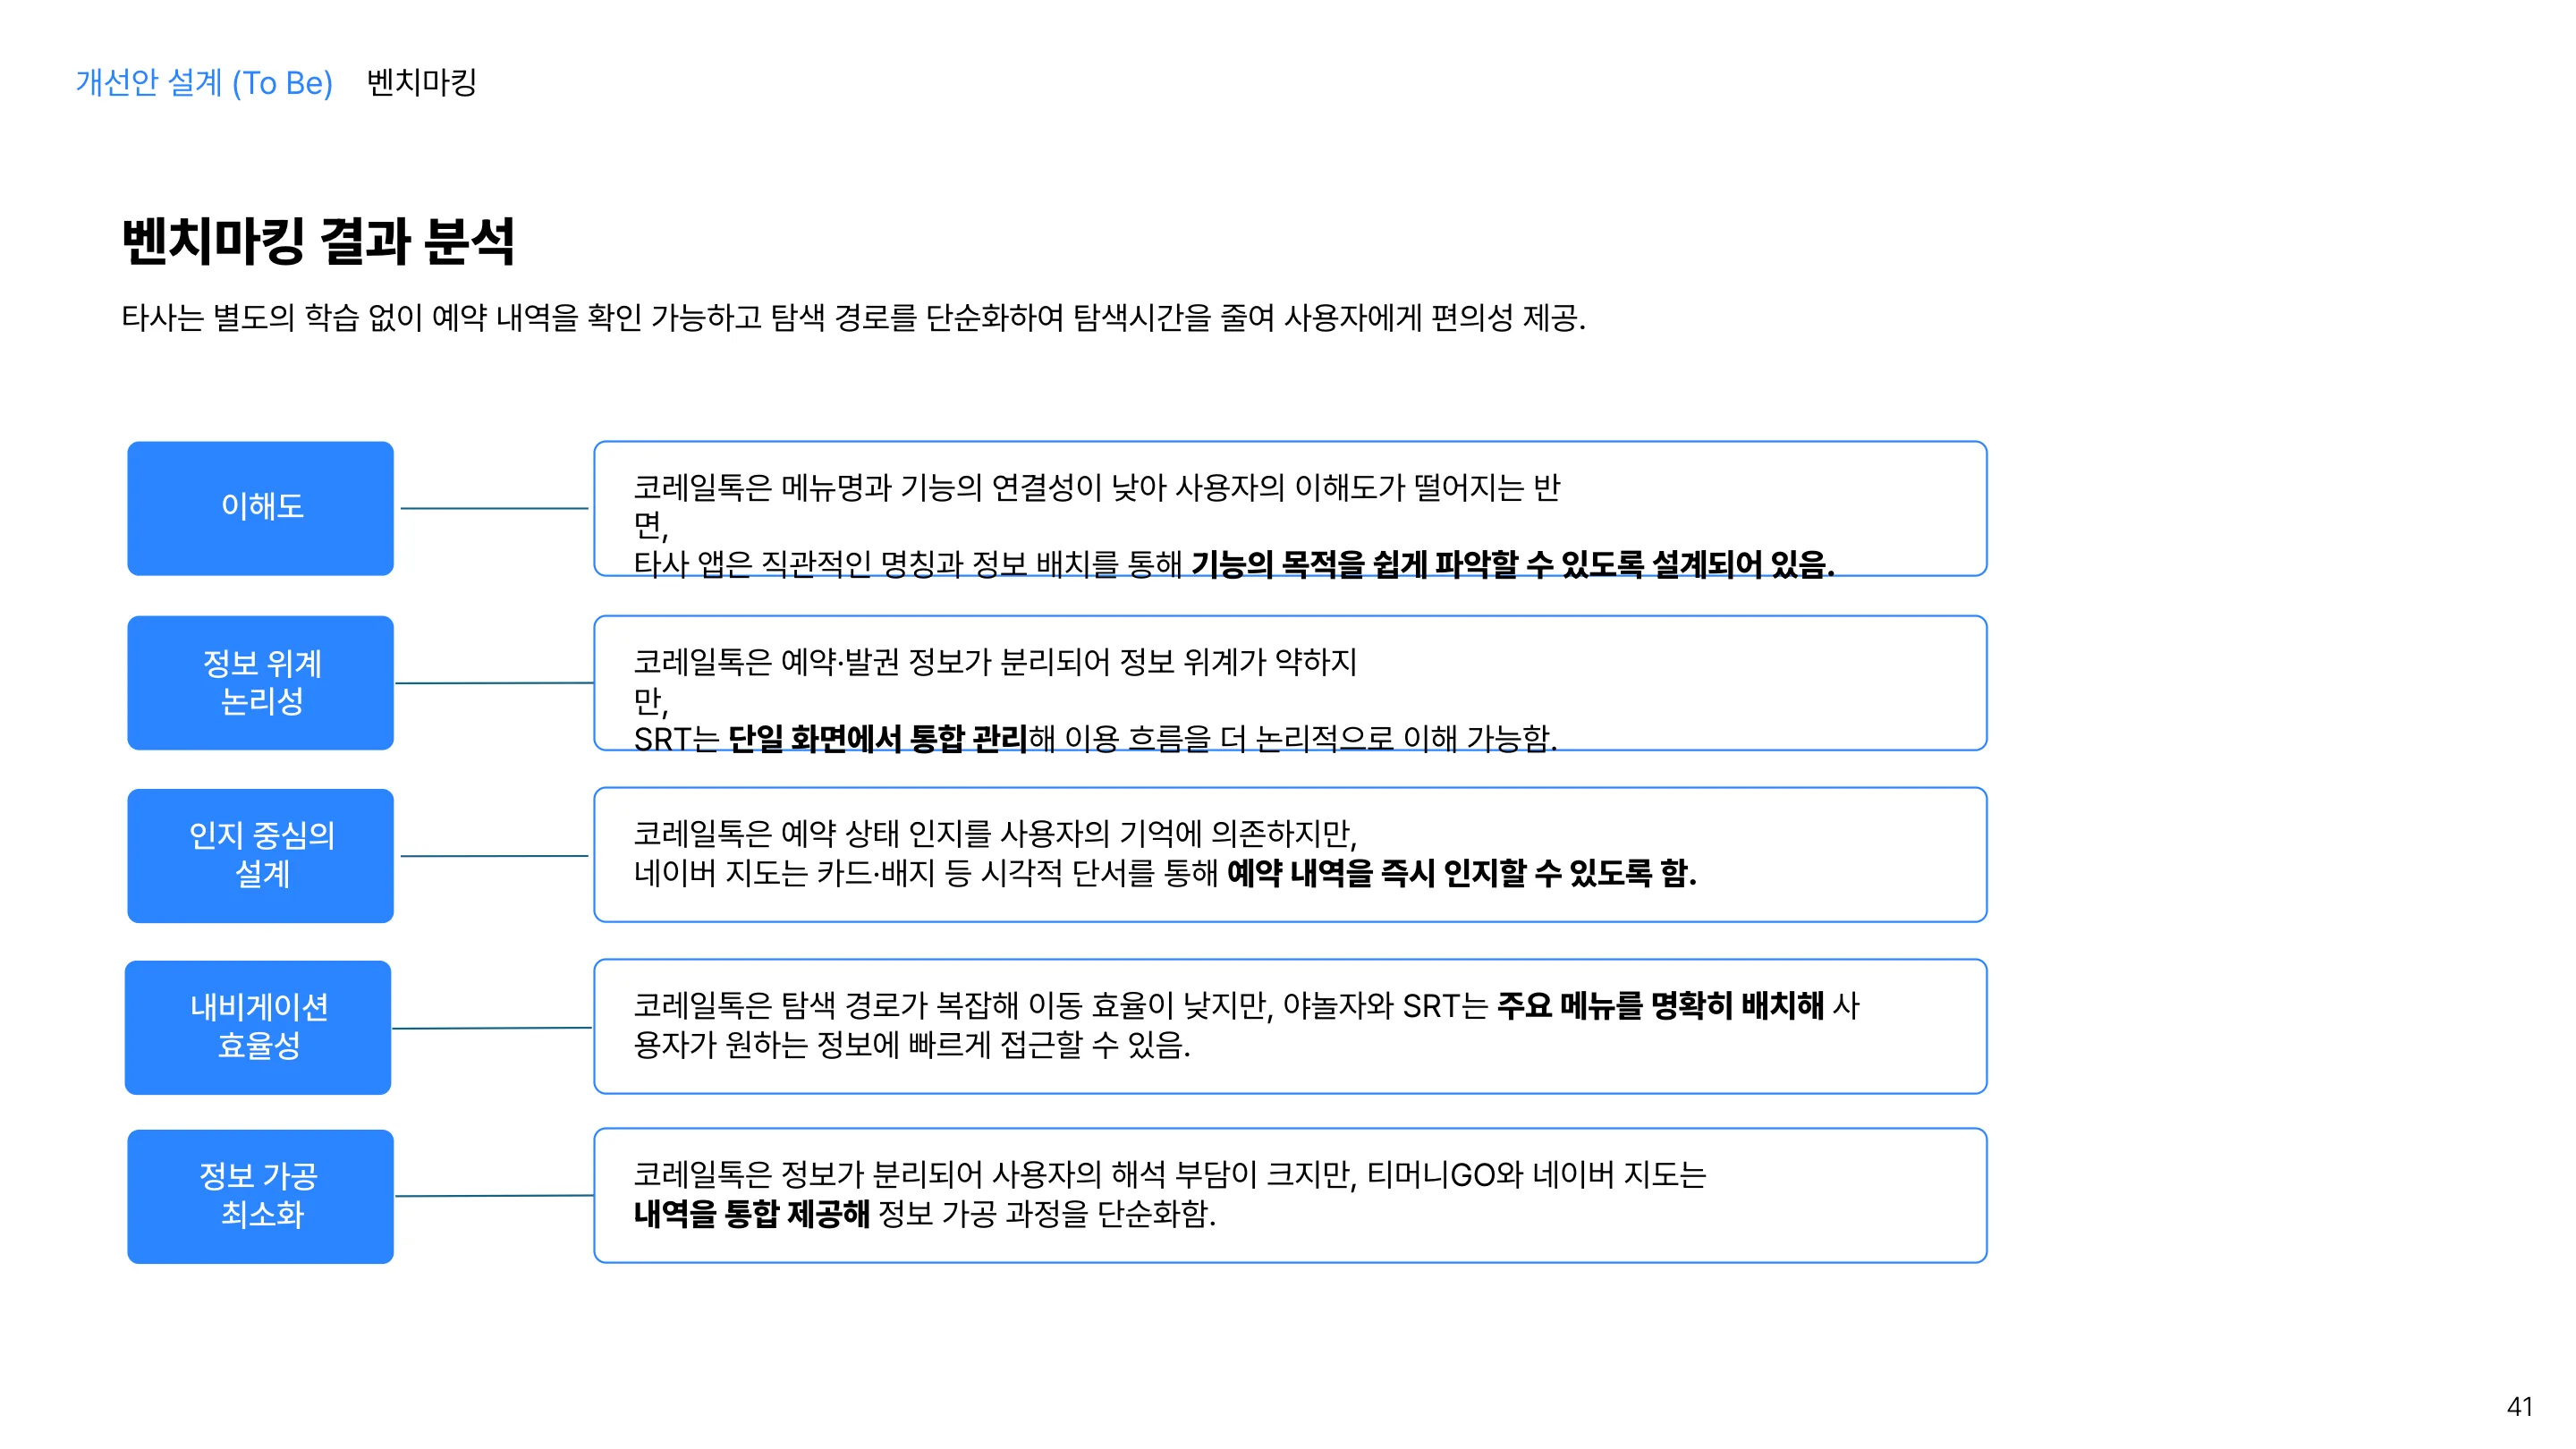 개선안 설계 (To Be) 벤치마킹
벤치마킹 결과 분석
타사는 별도의 학습 없이 예약 내역을 확인 가능하고 탐색 경로를 단순화하여 탐색시간을 줄여 사용자에게 편의성 제공.
이해도
코레일톡은 메뉴명과 기능의 연결성이 낮아 사용자의 이해도가 떨어지는 반
면,
타사 앱은 직관적인 명칭과 정보 배치를 통해 기능의 목적을 쉽게 파악할 수 있도록 설계되어 있음.
정보 위계
논리성
코레일톡은 예약·발권 정보가 분리되어 정보 위계가 약하지
만,
SRT는 단일 화면에서 통합 관리해 이용 흐름을 더 논리적으로 이해 가능함.
인지 중심의
설계
코레일톡은 예약 상태 인지를 사용자의 기억에 의존하지만,
네이버 지도는 카드·배지 등 시각적 단서를 통해 예약 내역을 즉시 인지할 수 있도록 함.
내비게이션
효율성
코레일톡은 탐색 경로가 복잡해 이동 효율이 낮지만, 야놀자와 SRT는 주요 메뉴를 명확히 배치해 사
용자가 원하는 정보에 빠르게 접근할 수 있음.
정보 가공
최소화
코레일톡은 정보가 분리되어 사용자의 해석 부담이 크지만, 티머니GO와 네이버 지도는
내역을 통합 제공해 정보 가공 과정을 단순화함.
41